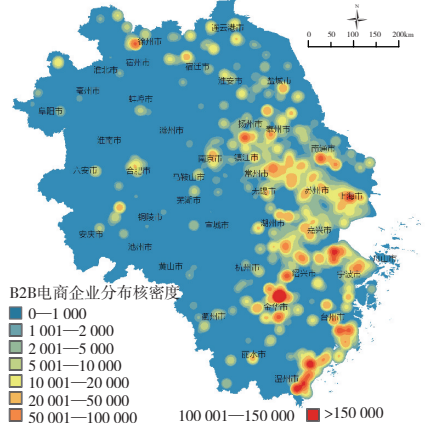 N
0 50 100 200km
连云港市
徐州市
宿州市
宿迁市
淮北市
淮安市
盐城市
亳州市
蚌埠市
阜阳市
扬州市
泰州市
滁州市
淮南市
南通市
南京市
镇江市
六安市
合肥市
常州市
马鞍山市
无锡市
苏州市
上海市
芜湖市
铜陵市
宣城市
湖州市
嘉兴市
安庆市
池州市
黄山市
杭州市
绍兴市
宁波市
舟山市
B2B电商企业分布核密度
金华市
衢州市
台州市
丽水市
温州市
0—1 000
1 001—2 000
2 001—5 000
5 001—10 000
10 001—20 000
20 001—50 000
50 001—100 000
100 001—150 000
>150 000